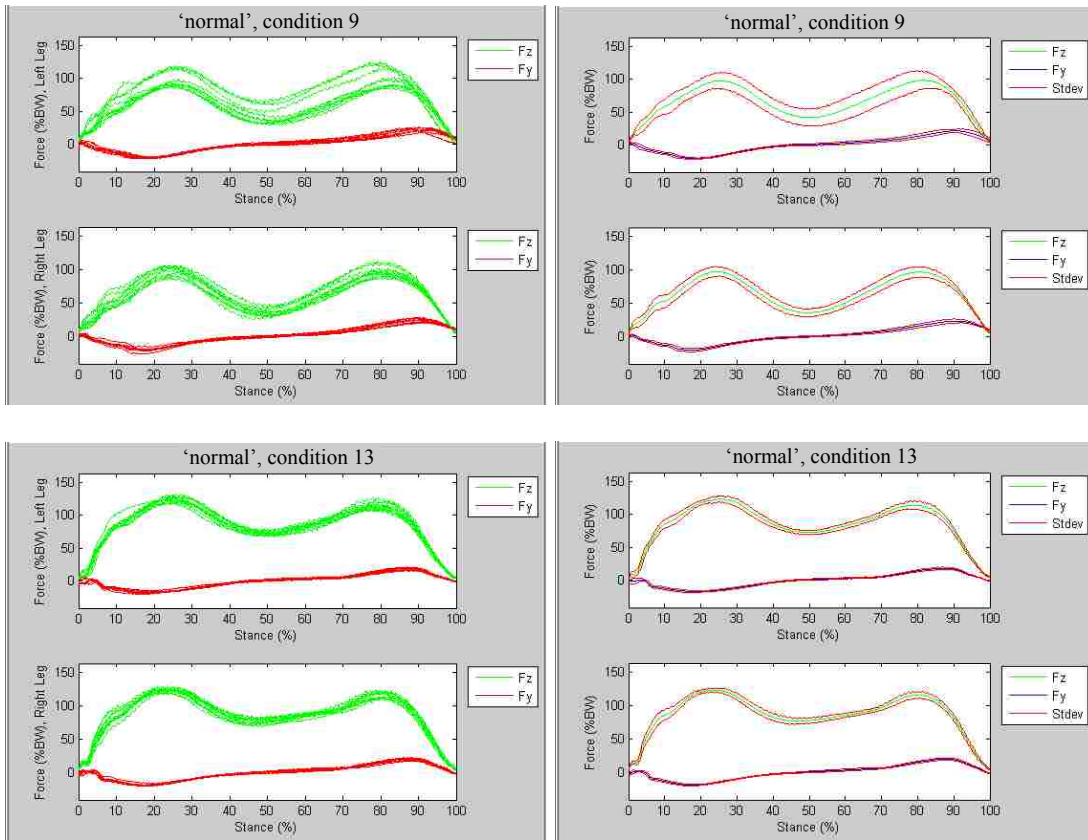 ‘normal’, condition 9
Force (%BW), Left Leg
150
100
50
0
0 10 20 30 40 50 60 70 80 90 100
Stance (%)
Fz
Fy
Force (%BW), Right Leg
150
100
50
0
0 10 20 30 40 50 60 70 80 90 100
Stance (%)
Fz
Fy
‘normal’, condition 9
Force (%BW)
150
100
50
0
0 10 20 30 40 50 60 70 80 90 100
Stance (%)
Fz
Fy
Stdev
Force (%BW)
150
100
50
0
0 10 20 30 40 50 60 70 80 90 100
Stance (%)
Fz
Fy
Stdev
‘normal’, condition 13
Force (%BW), Left Leg
150
100
50
0
0 10 20 30 40 50 60 70 80 90 100
Stance (%)
Fz
Fy
Force (%BW), Right Leg
150
100
50
0
0 10 20 30 40 50 60 70 80 90 100
Stance (%)
Fz
Fy
‘normal’, condition 13
Force (%BW)
150
100
50
0
0 10 20 30 40 50 60 70 80 90 100
Stance (%)
Fz
Fy
Stdev
Force (%BW)
150
100
50
0
0 10 20 30 40 50 60 70 80 90 100
Stance (%)
Fz
Fy
Stdev